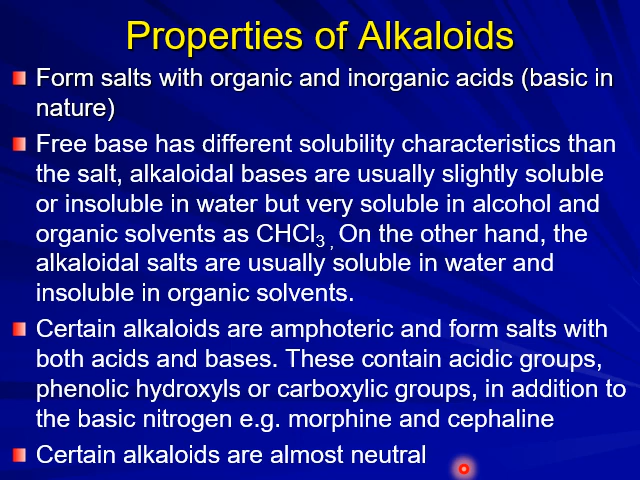 Properties of Alkaloids
Form salts with organic and inorganic acids (basic in
nature)
Free base has different solubility characteristics than
the salt, alkaloidal bases are usually slightly soluble
or insoluble in water but very soluble in alcohol and
organic solvents as CHCl3 , On the other hand, the
alkaloidal salts are usually soluble in water and
insoluble in organic solvents.
Certain alkaloids are amphoteric and form salts with
both acids and bases. These contain acidic groups,
phenolic hydroxyls or carboxylic groups, in addition to
the basic nitrogen e.g. morphine and cephaline
Certain alkaloids are almost neutral